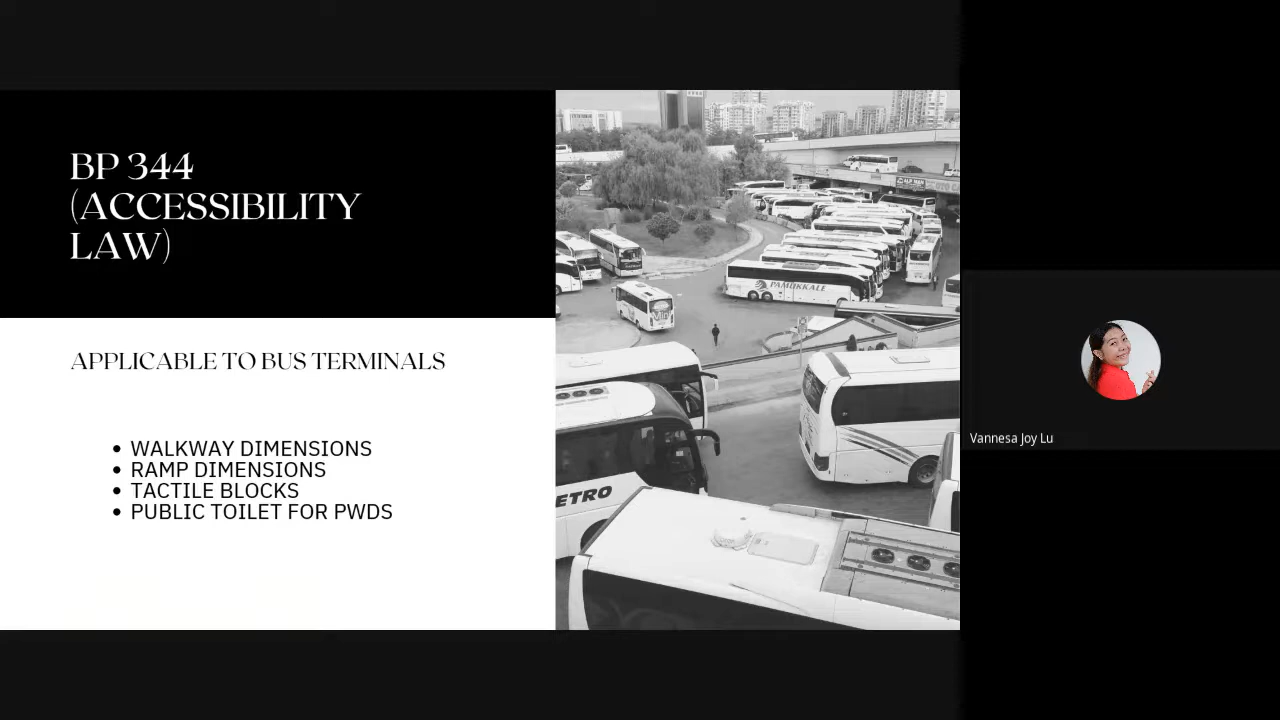 BP 344
(ACCESSIBILITY
LAW)
APPLICABLE TO BUS TERMINALS
• WALKWAY DIMENSIONS
• RAMP DIMENSIONS
• TACTILE BLOCKS
• PUBLIC TOILET FOR PWDS
PAMUKKALE
ETRO
Vannesa Joy Lu